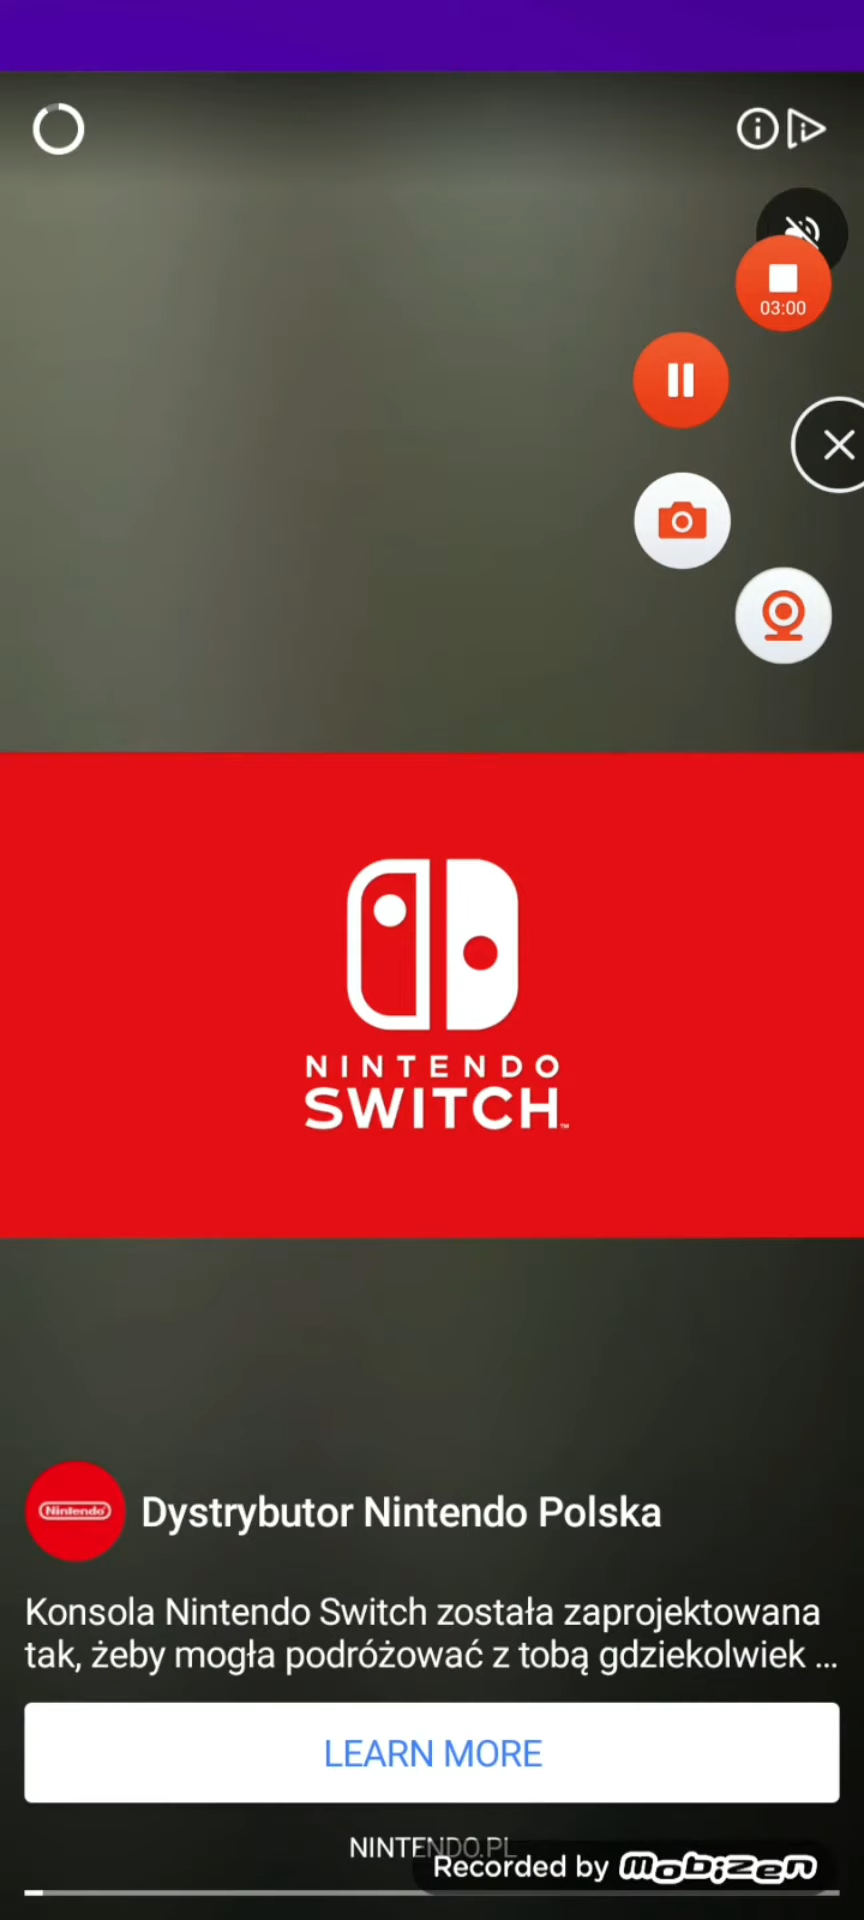 03:00
NINTENDO
SWITCH™
Nintendo
Dystrybutor Nintendo Polska
Konsola Nintendo Switch została zaprojektowana
tak, żeby mogła podróżować z tobą gdziekolwiek ...
LEARN MORE
NINTENDO.PL
Recorded by mobizen